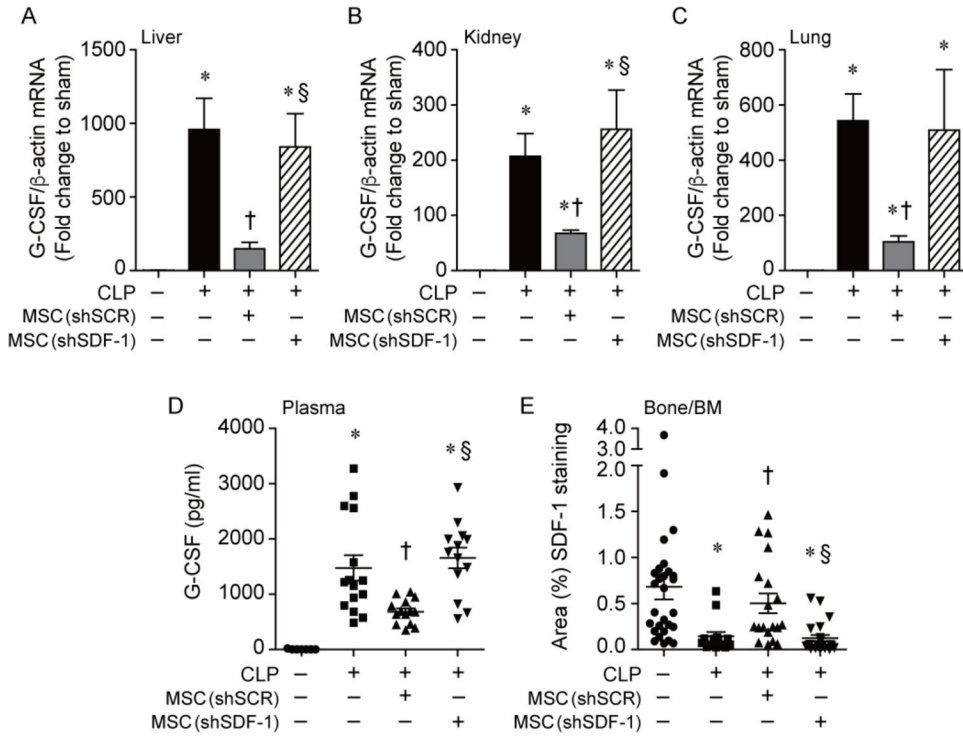 A
Liver
G-CSF/β-actin mRNA
(Fold change to sham)
1500
1000
500
0
*
†
* §
CLP – + + +
MSC (shSCR) – – + –
MSC (shSDF-1) – – – +
B
Kidney
G-CSF/β-actin mRNA
(Fold change to sham)
400
300
200
100
0
*
*†
* §
CLP – + + +
MSC (shSCR) – – + –
MSC (shSDF-1) – – – +
C
Lung
G-CSF/β-actin mRNA
(Fold change to sham)
800
600
400
200
0
*
*†
*
CLP – + + +
MSC (shSCR) – – + –
MSC (shSDF-1) – – – +
D
Plasma
G-CSF (pg/ml)
4000
3000
2000
1000
0
*
†
* §
CLP – + + +
MSC (shSCR) – – + –
MSC (shSDF-1) – – – +
E
Bone/BM
Area (%) SDF-1 staining
4.0
3.0
2.0
1.5
1.0
0.5
0.0
*
†
* §
CLP – + + +
MSC (shSCR) – – + –
MSC (shSDF-1) – – – +